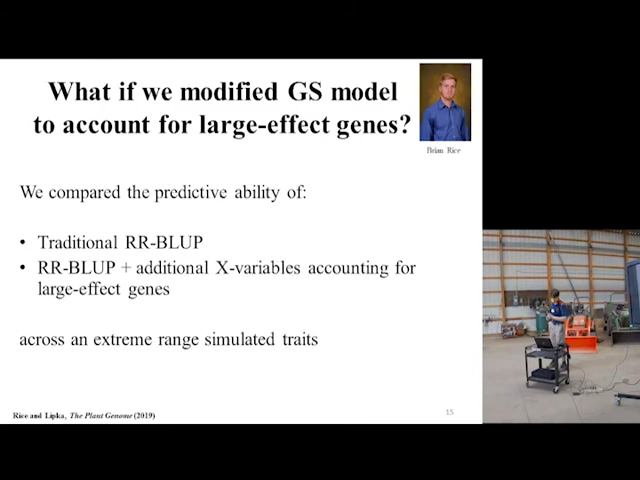 What if we modified GS model
to account for large-effect genes?
Brian Rice
We compared the predictive ability of:
• Traditional RR-BLUP
• RR-BLUP + additional X-variables accounting for
large-effect genes
across an extreme range simulated traits
Rice and Lipka, The Plant Genome (2019)
15